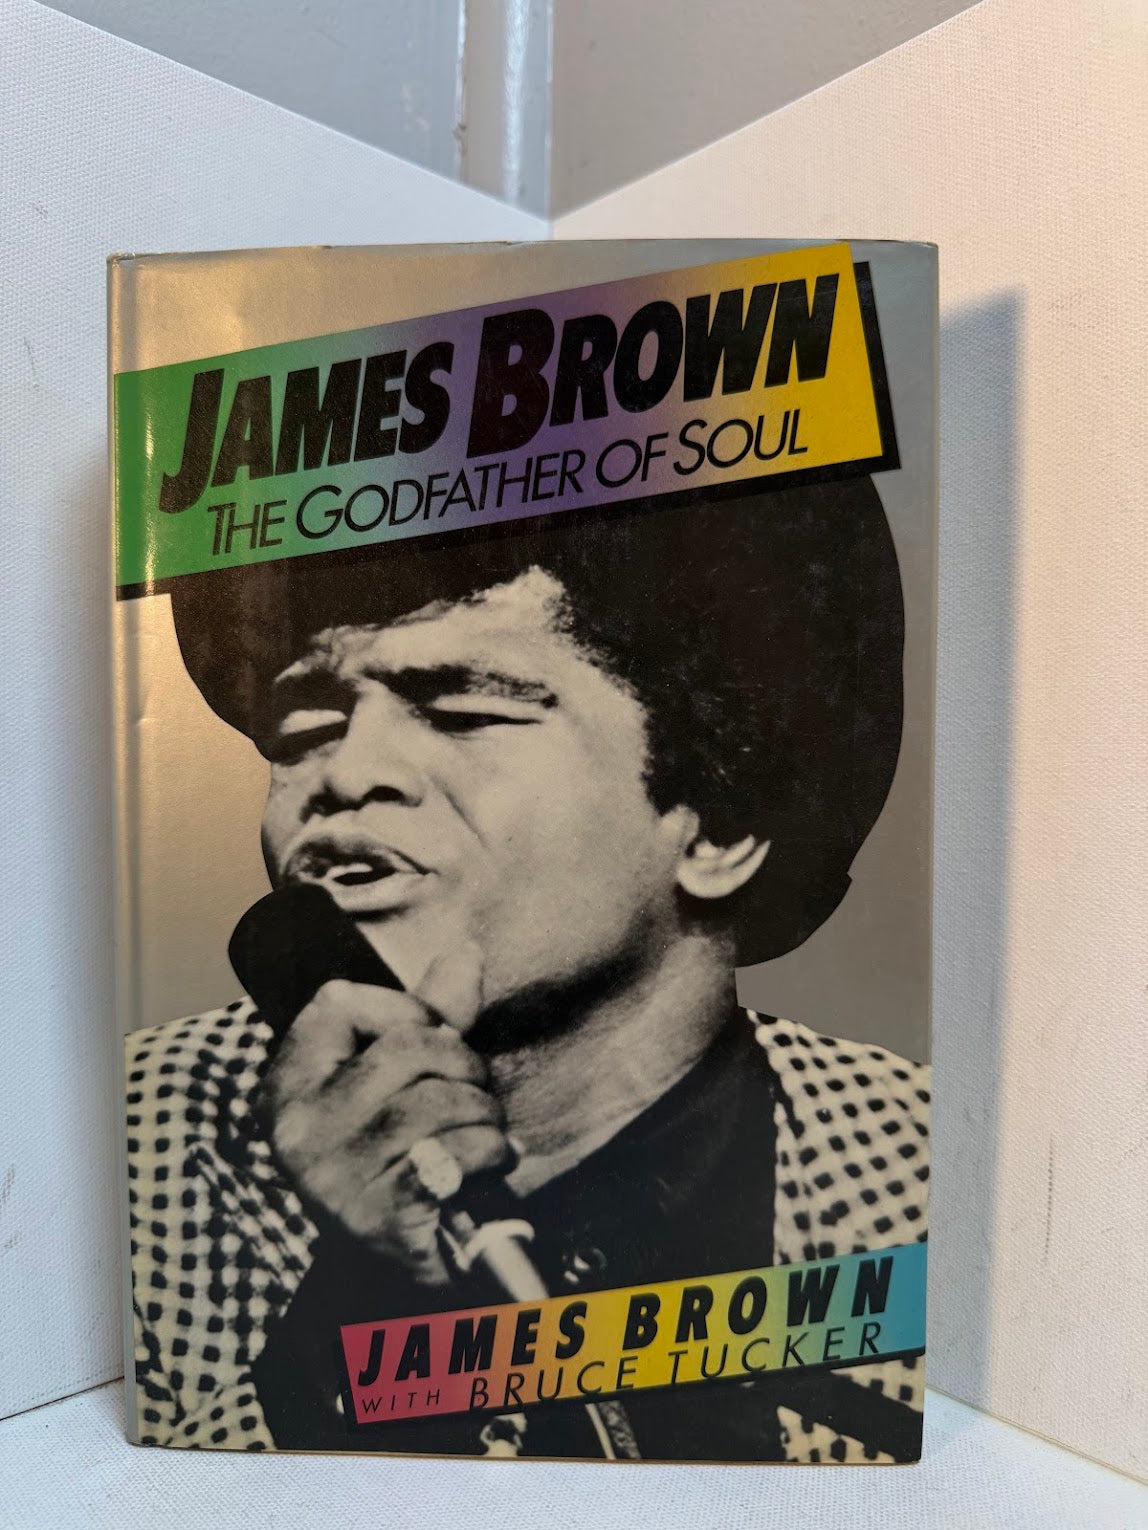 JAMES BROWN
THE GODFATHER OF SOUL
JAMES BROWN
WITH BRUCE TUCKER